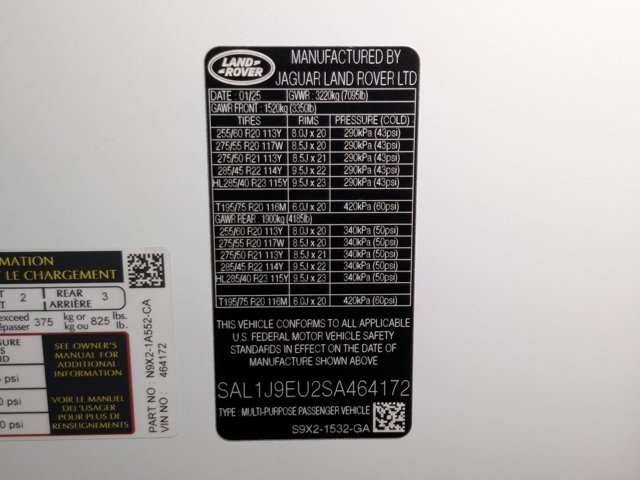 LAND
ROVER
MANUFACTURED BY
JAGUAR LAND ROVER LTD
DATE : 01/25 GVWR : 3220kg (7095lb)
GAWR FRONT : 1520kg (3350lb)
TIRES RIMS PRESSURE (COLD)
255/60 R20 113Y 8.0J x 20 290kPa (43psi)
275/55 R20 117W 8.5J x 20 290kPa (43psi)
275/50 R21 113Y 8.5J x 21 290kPa (43psi)
285/45 R22 114Y 9.5J x 22 290kPa (43psi)
HL285/40 R23 115Y 9.5J x 23 290kPa (43psi)
T195/75 R20 116M 6.0J x 20 420kPa (60psi)
GAWR REAR : 1900kg (4185lb)
255/60 R20 113Y 8.0J x 20 340kPa (50psi)
275/55 R20 117W 8.5J x 20 340kPa (50psi)
275/50 R21 113Y 8.5J x 21 340kPa (50psi)
285/45 R22 114Y 9.5J x 22 340kPa (50psi)
HL285/40 R23 115Y 9.5J x 23 340kPa (50psi)
T195/75 R20 116M 6.0J x 20 420kPa (60psi)
THIS VEHICLE CONFORMS TO ALL APPLICABLE
U.S. FEDERAL MOTOR VEHICLE SAFETY
STANDARDS IN EFFECT ON THE DATE OF
MANUFACTURE SHOWN ABOVE
SAL1J9EU2SA464172
TYPE : MULTI-PURPOSE PASSENGER VEHICLE
S9X2-1532-GA
MATION
T LE CHARGEMENT
2 REAR 3
ARRIÈRE
exceed 375 kg or 825 lbs.
épasser kg ou lb.
SURE
SEE OWNER'S
MANUAL FOR
ADDITIONAL
INFORMATION
psi
0 psi
0 psi
VOIR LE MANUEL
DE L'USAGER
POUR PLUS DE
RENSEIGNEMENTS
PART NO : N9X2-1A552-CA
VIN NO : 464172